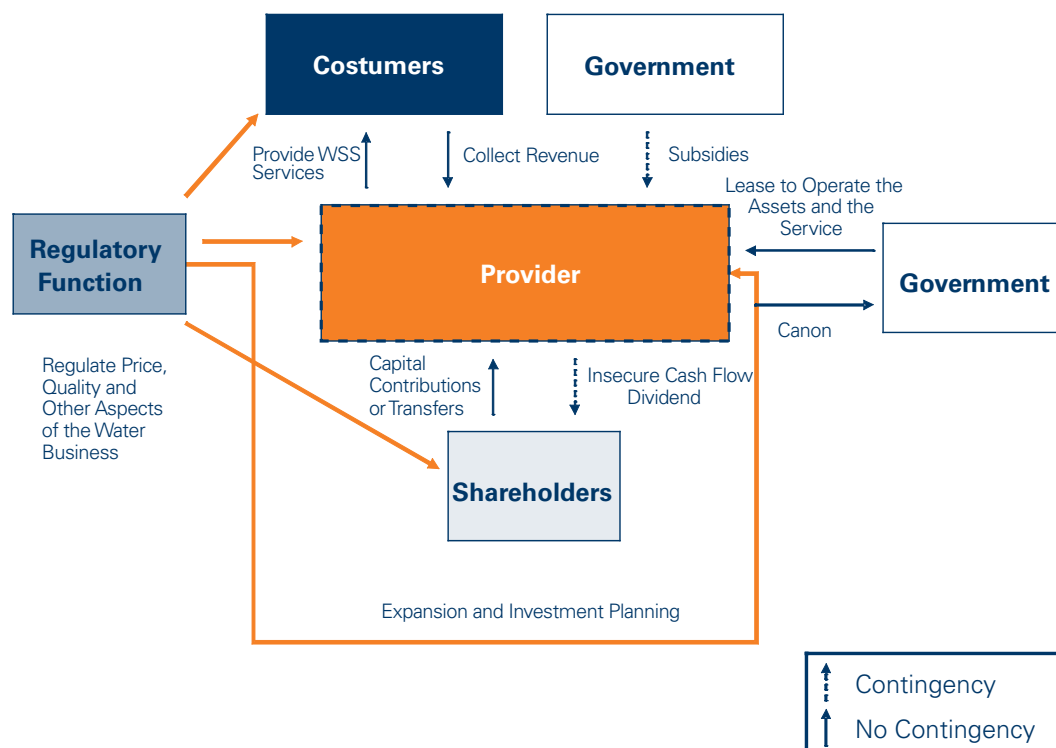 Costumers
Government
Provide WSS
Services
Collect Revenue
Subsidies
Lease to Operate the
Assets and the
Service
Regulatory
Function
Provider
Government
Canon
Regulate Price,
Quality and
Other Aspects
of the Water
Business
Capital
Contributions
or Transfers
Insecure Cash Flow
Dividend
Shareholders
Expansion and Investment Planning
Contingency
No Contingency